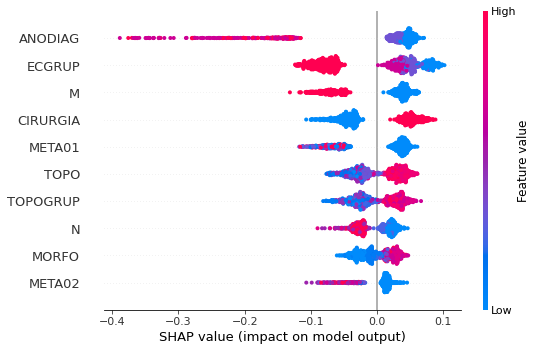 High
ANODIAG
ECGRUP
M
CIRURGIA
META01
TOPO
TOPOGRUP
N
MORFO
META02
Feature value
Low
−0.4 −0.3 −0.2 −0.1 0.0 0.1
SHAP value (impact on model output)